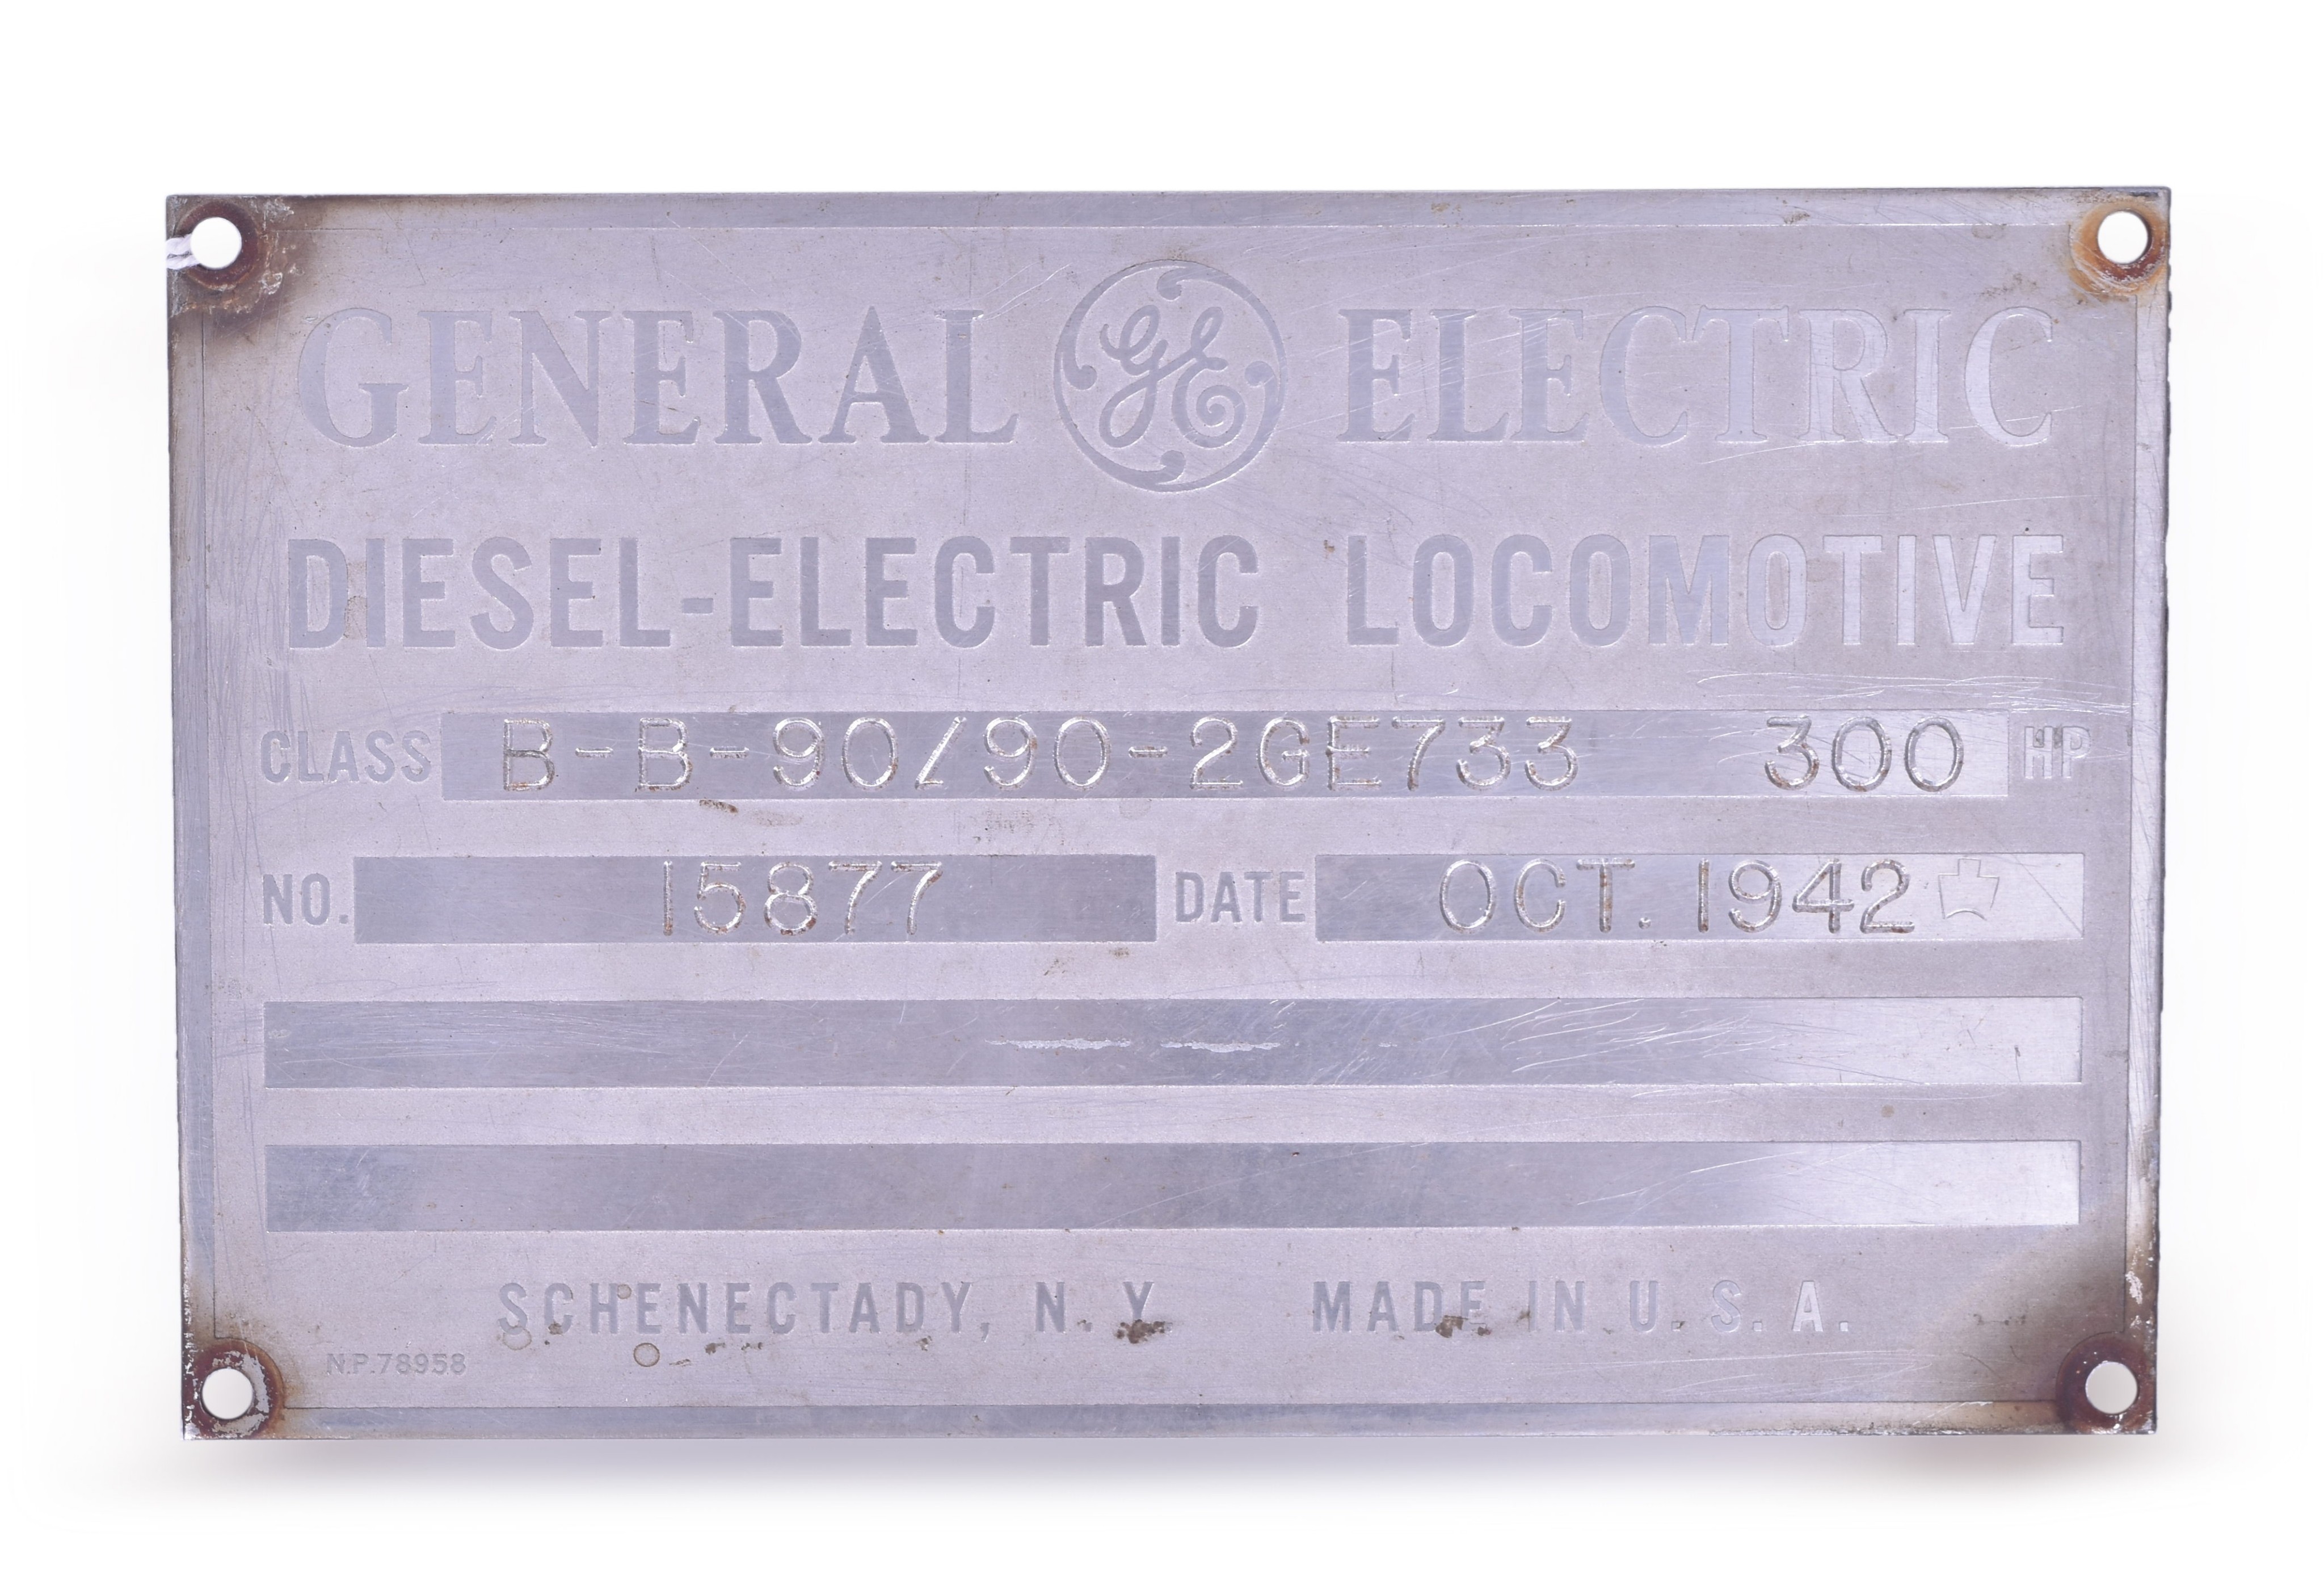 GENERAL GE ELECTRIC
DIESEL-ELECTRIC LOCOMOTIVE
CLASS B-B-90/90-2GE733 300 HP
NO. 15877 DATE OCT. 1942
SCHENECTADY, N. Y. MADE IN U. S. A.
N.P.78958